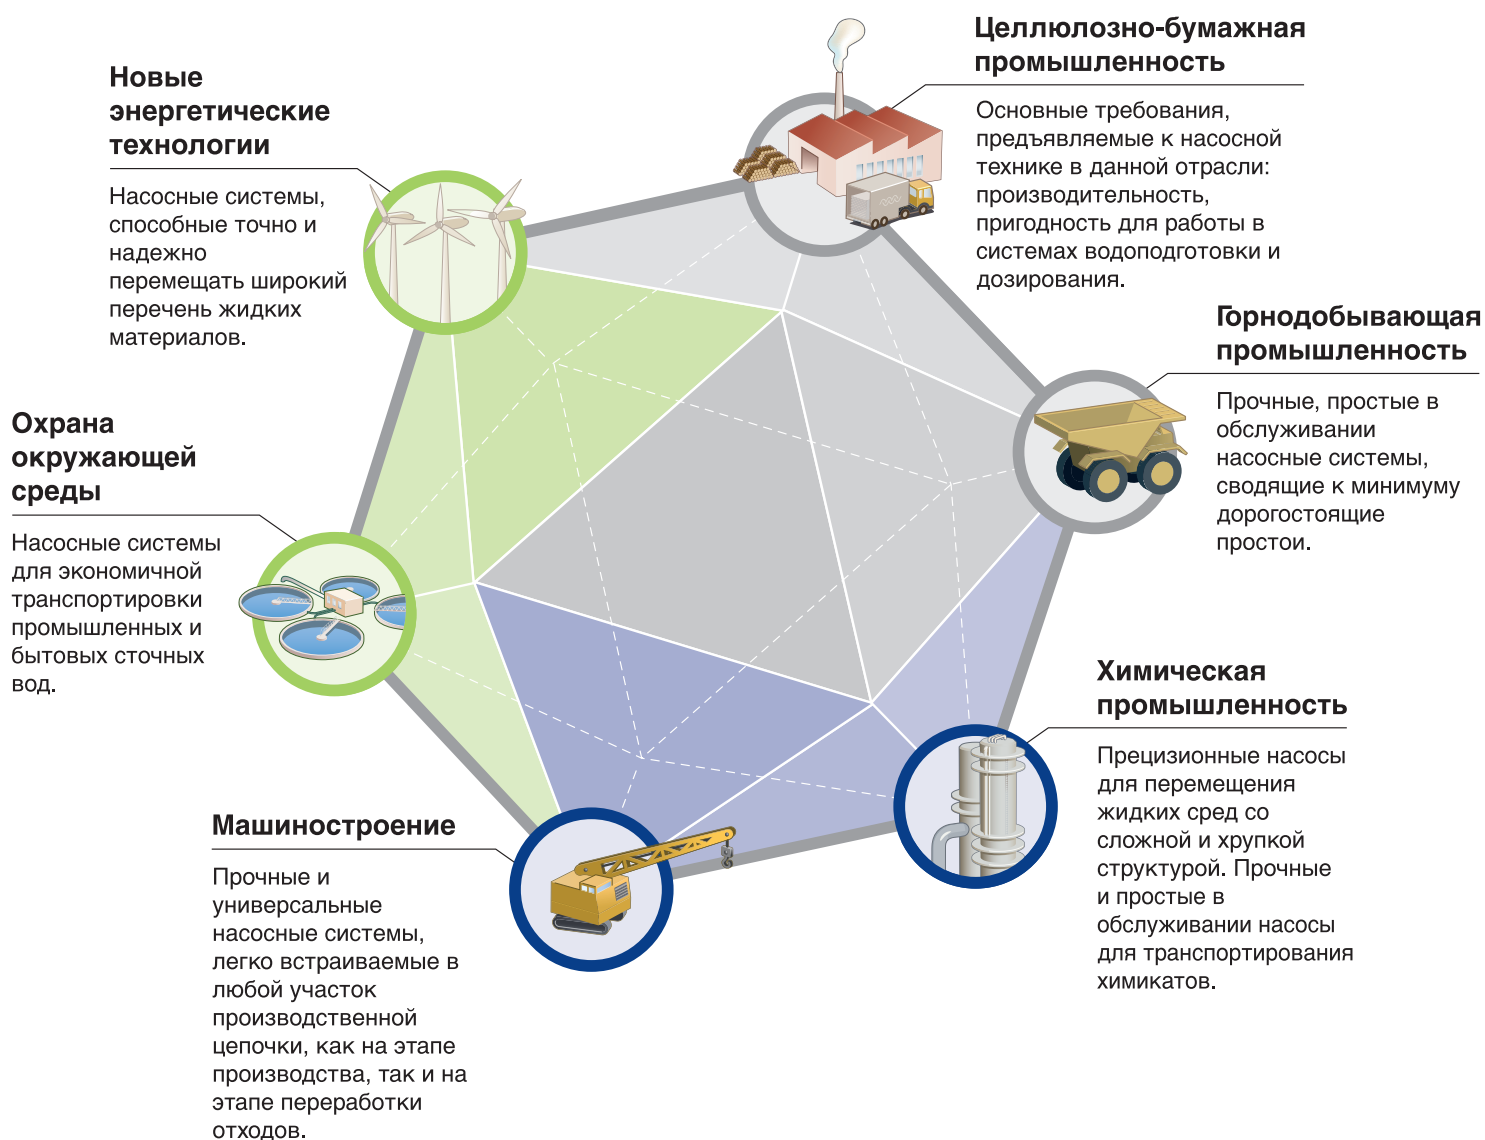 Целлюлозно-бумажная
промышленность
Основные требования,
предъявляемые к насосной
технике в данной отрасли:
производительность,
пригодность для работы в
системах водоподготовки и
дозирования.
Новые
энергетические
технологии
Насосные системы,
способные точно и
надежно
перемещать широкий
перечень жидких
материалов.
Горнодобывающая
промышленность
Прочные, простые в
обслуживании
насосные системы,
сводящие к минимуму
дорогостоящие
простои.
Охрана
окружающей
среды
Насосные системы
для экономичной
транспортировки
промышленных и
бытовых сточных
вод.
Химическая
промышленность
Прецизионные насосы
для перемещения
жидких сред со
сложной и хрупкой
структурой. Прочные
и простые в
обслуживании насосы
для транспортирования
химикатов.
Машиностроение
Прочные и
универсальные
насосные системы,
легко встраиваемые в
любой участок
производственной
цепочки, как на этапе
производства, так и на
этапе переработки
отходов.